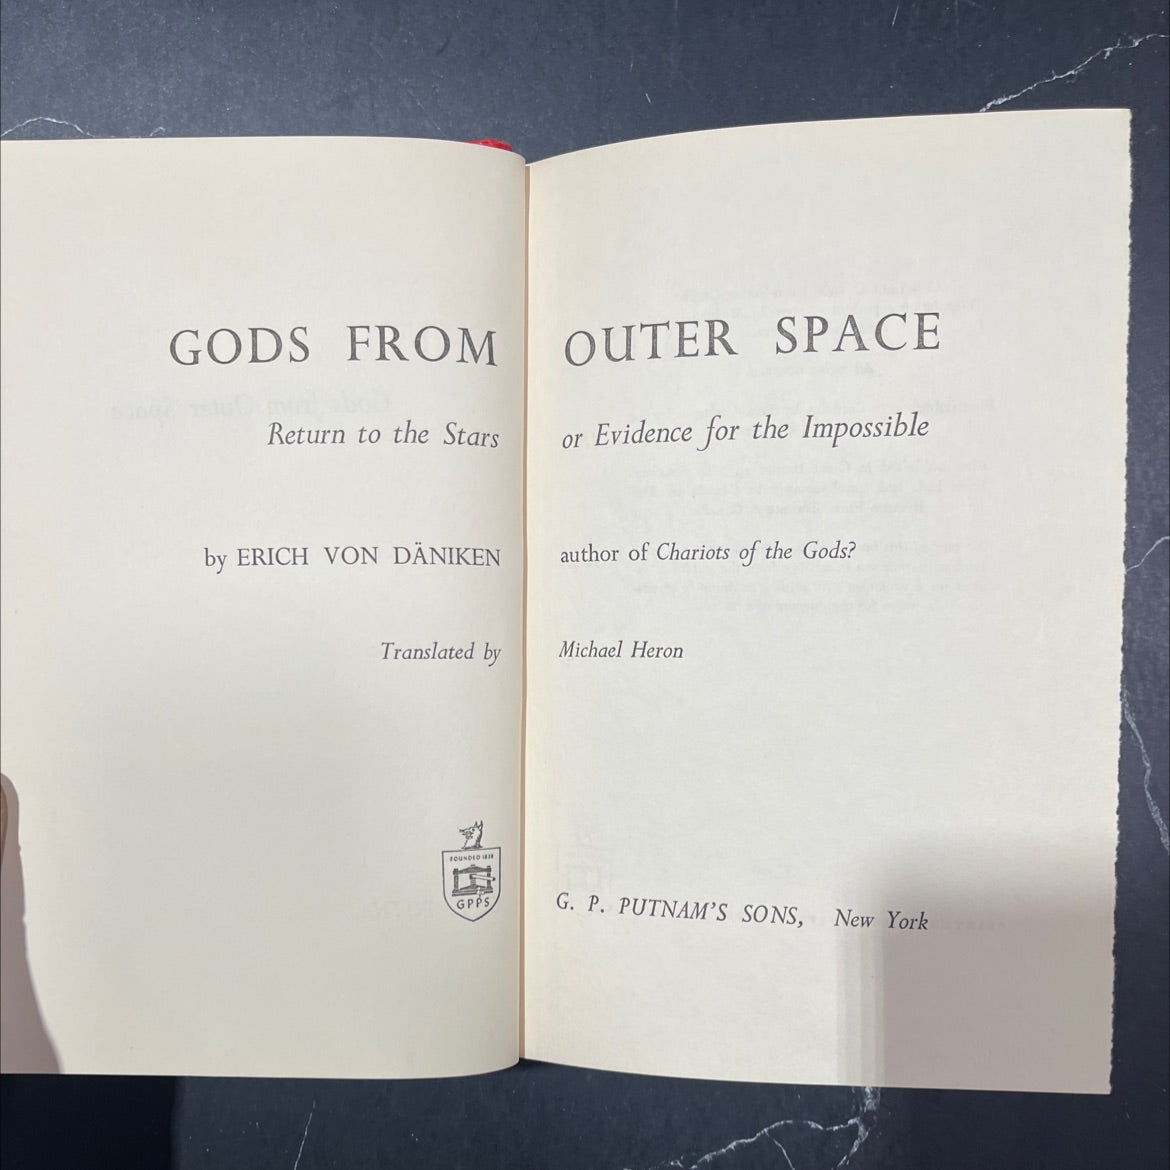 GODS FROM OUTER SPACE
Return to the Stars or Evidence for the Impossible
by ERICH VON DÄNIKEN author of Chariots of the Gods?
Translated by Michael Heron
FOUNDED 1838
GPPS
G. P. PUTNAM'S SONS, New York